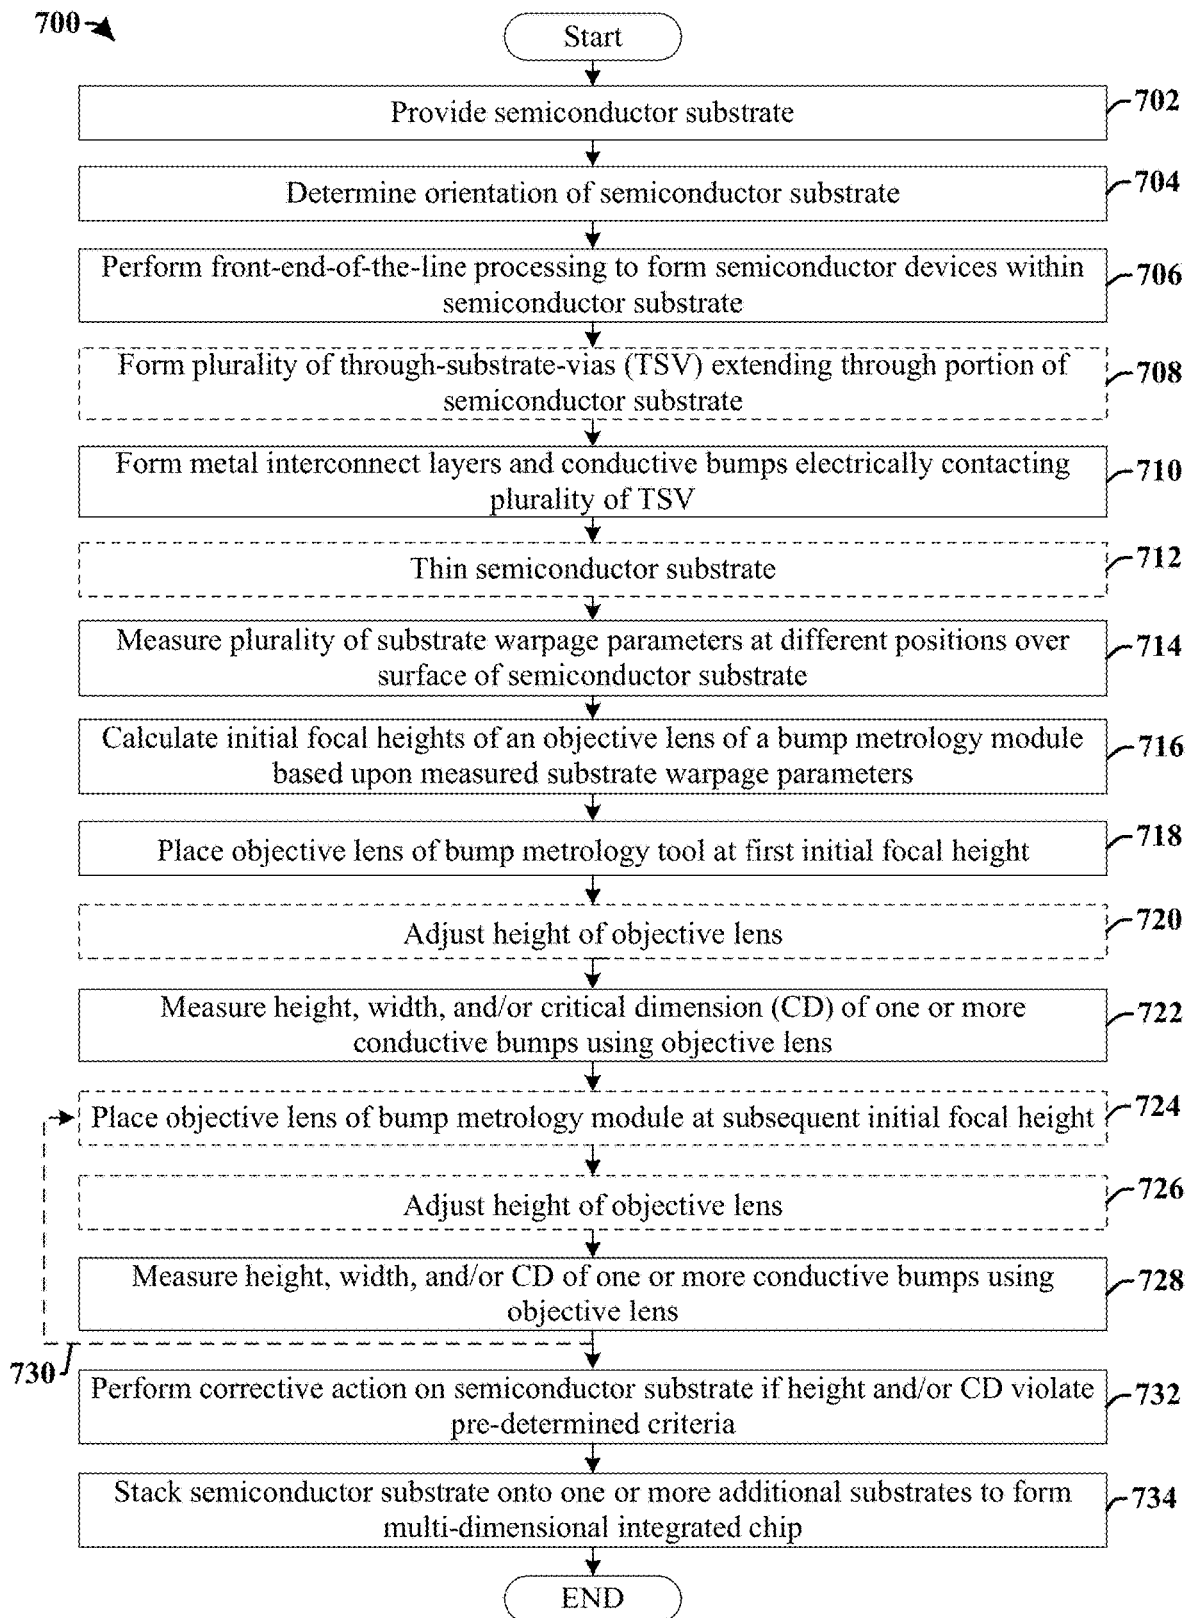 700
Start
Provide semiconductor substrate
702
Determine orientation of semiconductor substrate
704
Perform front-end-of-the-line processing to form semiconductor devices within
semiconductor substrate
706
Form plurality of through-substrate-vias (TSV) extending through portion of
semiconductor substrate
708
Form metal interconnect layers and conductive bumps electrically contacting
plurality of TSV
710
Thin semiconductor substrate
712
Measure plurality of substrate warpage parameters at different positions over
surface of semiconductor substrate
714
Calculate initial focal heights of an objective lens of a bump metrology module
based upon measured substrate warpage parameters
716
Place objective lens of bump metrology tool at first initial focal height
718
Adjust height of objective lens
720
Measure height, width, and/or critical dimension (CD) of one or more
conductive bumps using objective lens
722
Place objective lens of bump metrology module at subsequent initial focal height
724
Adjust height of objective lens
726
Measure height, width, and/or CD of one or more conductive bumps using
objective lens
728
730
Perform corrective action on semiconductor substrate if height and/or CD violate
pre-determined criteria
732
Stack semiconductor substrate onto one or more additional substrates to form
multi-dimensional integrated chip
734
END